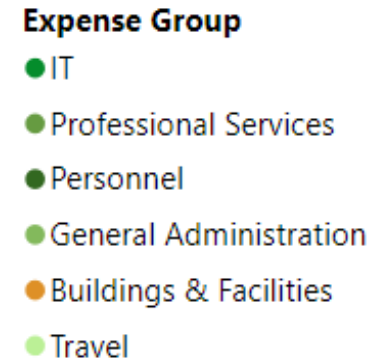 Expense Group
IT
Professional Services
Personnel
General Administration
Buildings & Facilities
Travel